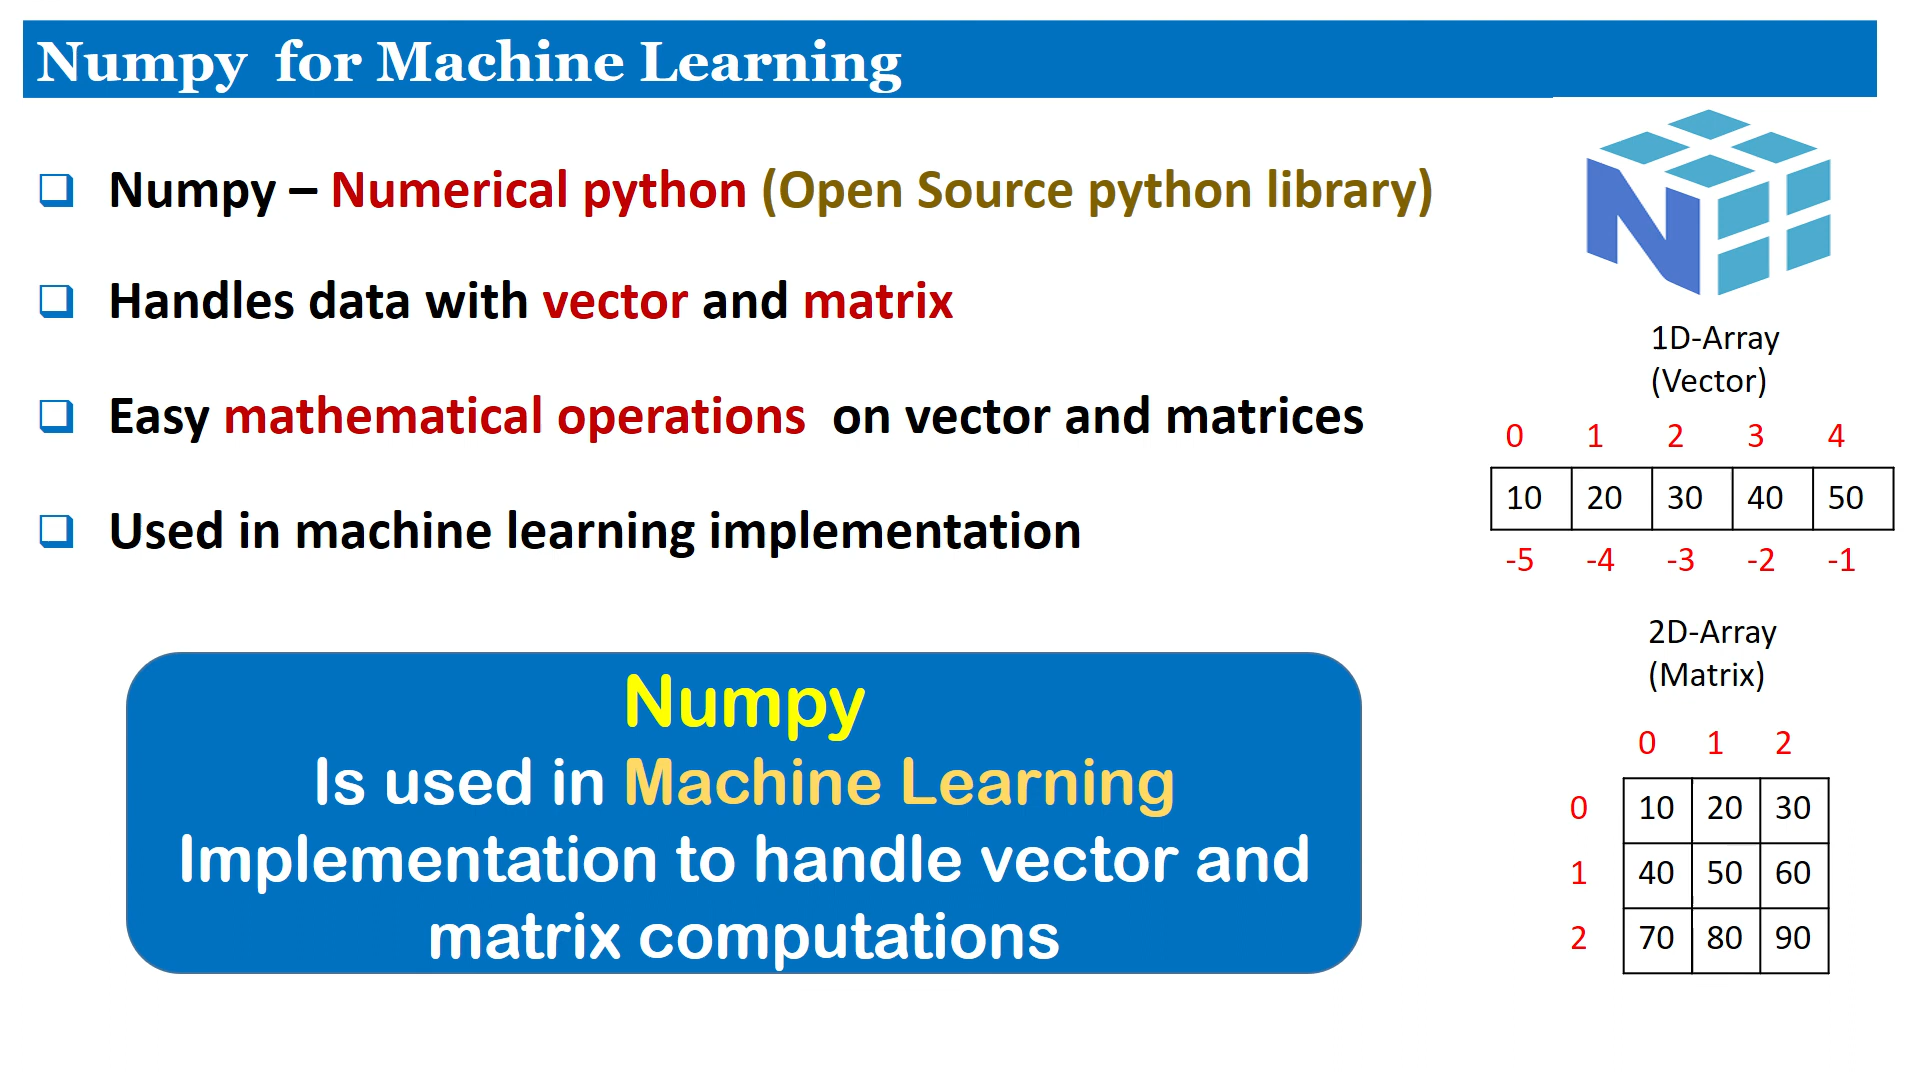 Numpy for Machine Learning
Numpy – Numerical python (Open Source python library)
Handles data with vector and matrix
Easy mathematical operations on vector and matrices
Used in machine learning implementation
Numpy
Is used in Machine Learning
Implementation to handle vector and
matrix computations
N
1D-Array
(Vector)
0 1 2 3 4
10 20 30 40 50
-5 -4 -3 -2 -1
2D-Array
(Matrix)
0 1 2
0 10 20 30
1 40 50 60
2 70 80 90